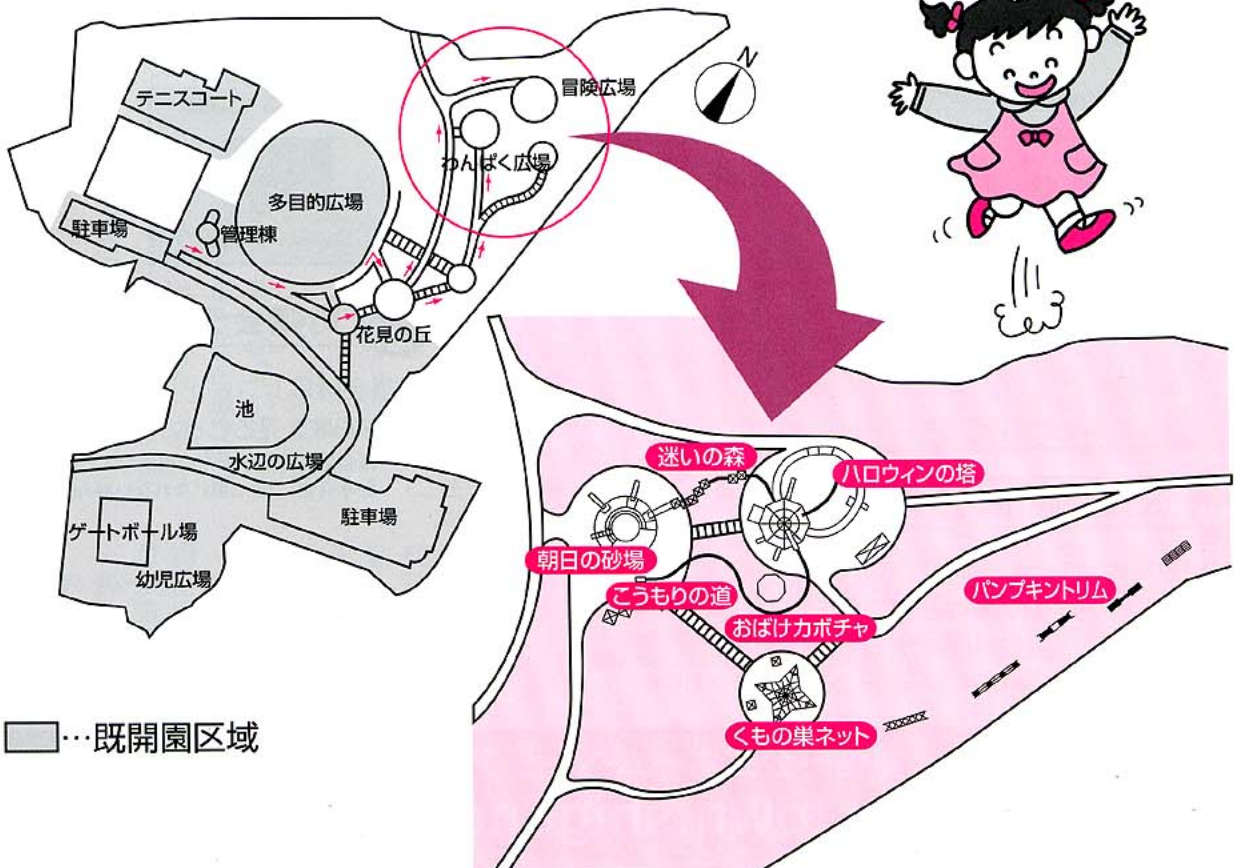 N
テニスコート
冒険広場
わんぱく広場
多目的広場
駐車場
管理棟
花見の丘
池
水辺の広場
駐車場
ゲートボール場
幼児広場
迷いの森
ハロウィンの塔
朝日の砂場
こうもりの道
パンプキントリム
おばけカボチャ
くもの巣ネット
…既開園区域